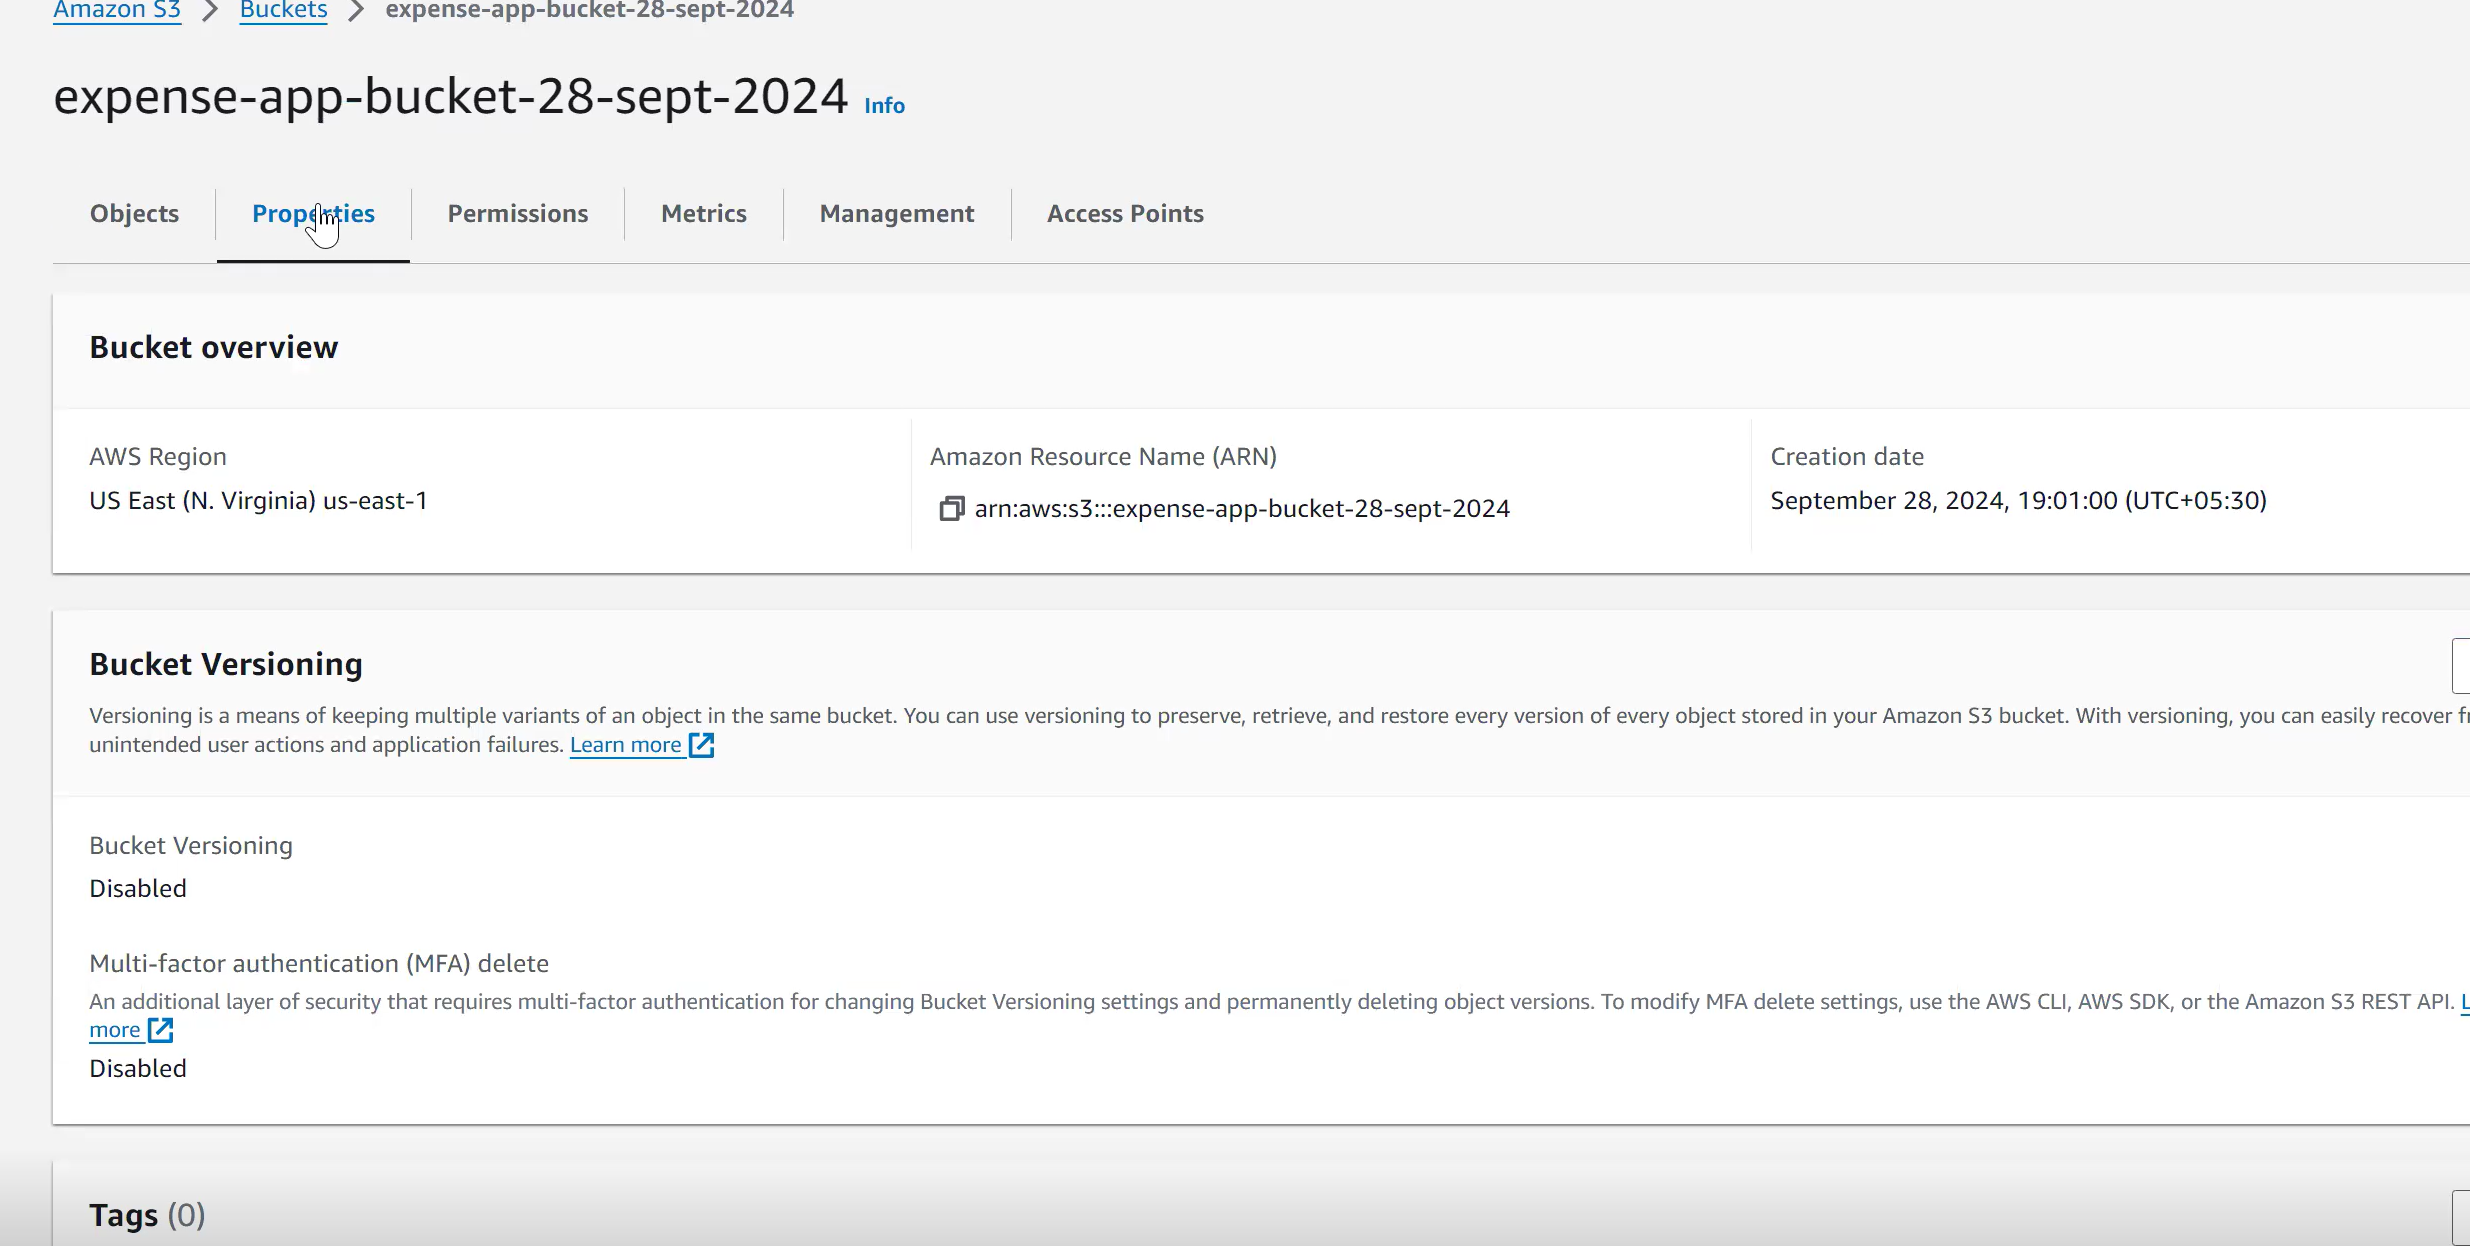 Amazon S3 > Buckets > expense-app-bucket-28-sept-2024
expense-app-bucket-28-sept-2024 Info
Objects Properties Permissions Metrics Management Access Points
Bucket overview
AWS Region
US East (N. Virginia) us-east-1
Amazon Resource Name (ARN)
arn:aws:s3:::expense-app-bucket-28-sept-2024
Creation date
September 28, 2024, 19:01:00 (UTC+05:30)
Bucket Versioning
Versioning is a means of keeping multiple variants of an object in the same bucket. You can use versioning to preserve, retrieve, and restore every version of every object stored in your Amazon S3 bucket. With versioning, you can easily recover
unintended user actions and application failures. Learn more
Bucket Versioning
Disabled
Multi-factor authentication (MFA) delete
An additional layer of security that requires multi-factor authentication for changing Bucket Versioning settings and permanently deleting object versions. To modify MFA delete settings, use the AWS CLI, AWS SDK, or the Amazon S3 REST API.
more
Disabled
Tags (0)